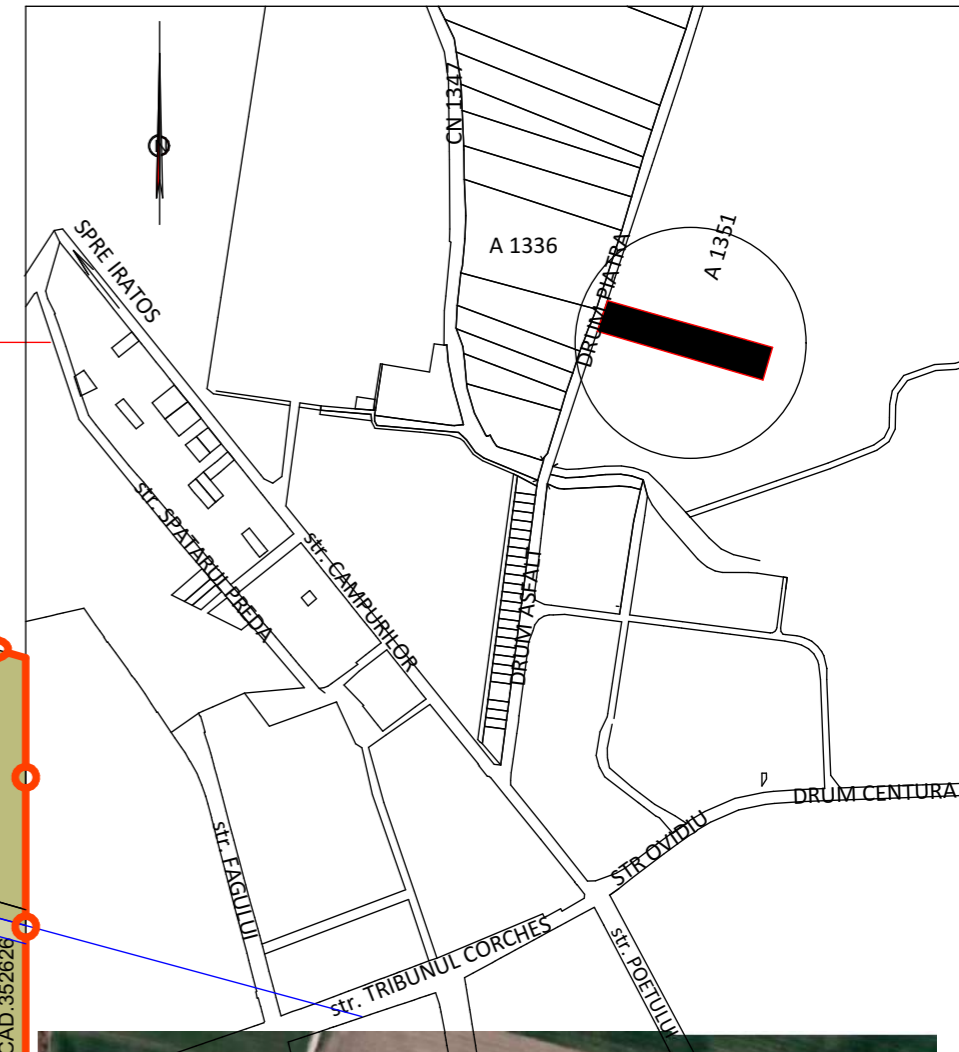 CN 1347
SPRE IRATOS
A 1336
A 1351
DRUM PIATRA
str. SPATARUL PREDA
str. CAMPURILOR
DRUM ASFALT
DRUM CENTURA
STR OVIDIU
str. FAGULUI
str. TRIBUNUL CORCHES
str. POETULUI
CAD.352626